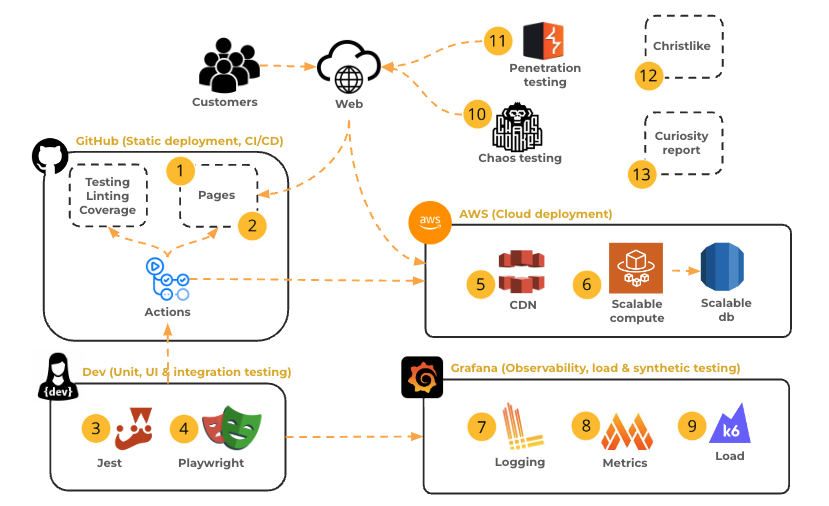 11
Penetration
testing
Christlike
12
Customers
Web
10
Chaos testing
Curiosity
report
13
GitHub (Static deployment, CI/CD)
1
Testing
Linting
Coverage
Pages
2
Actions
aws
AWS (Cloud deployment)
5
CDN
6
Scalable
compute
Scalable
db
{dev}
Dev (Unit, UI & integration testing)
3
Jest
4
Playwright
Grafana (Observability, load & synthetic testing)
7
Logging
8
Metrics
9
k6
Load